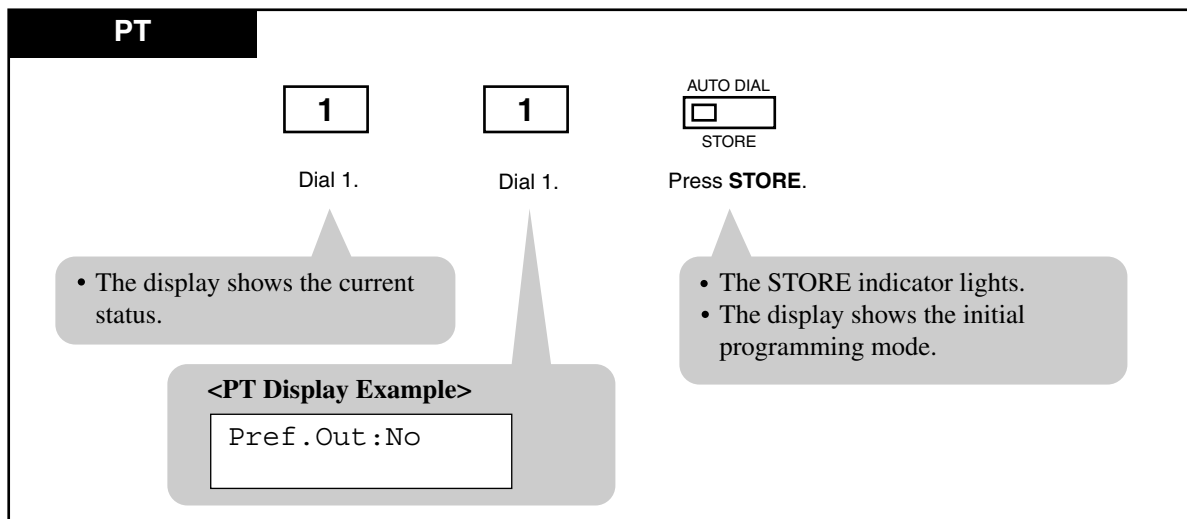 PT
1
1
AUTO DIAL
STORE
Dial 1.
Dial 1.
Press STORE.
• The display shows the current
status.
• The STORE indicator lights.
• The display shows the initial
programming mode.
<PT Display Example>
Pref.Out:No